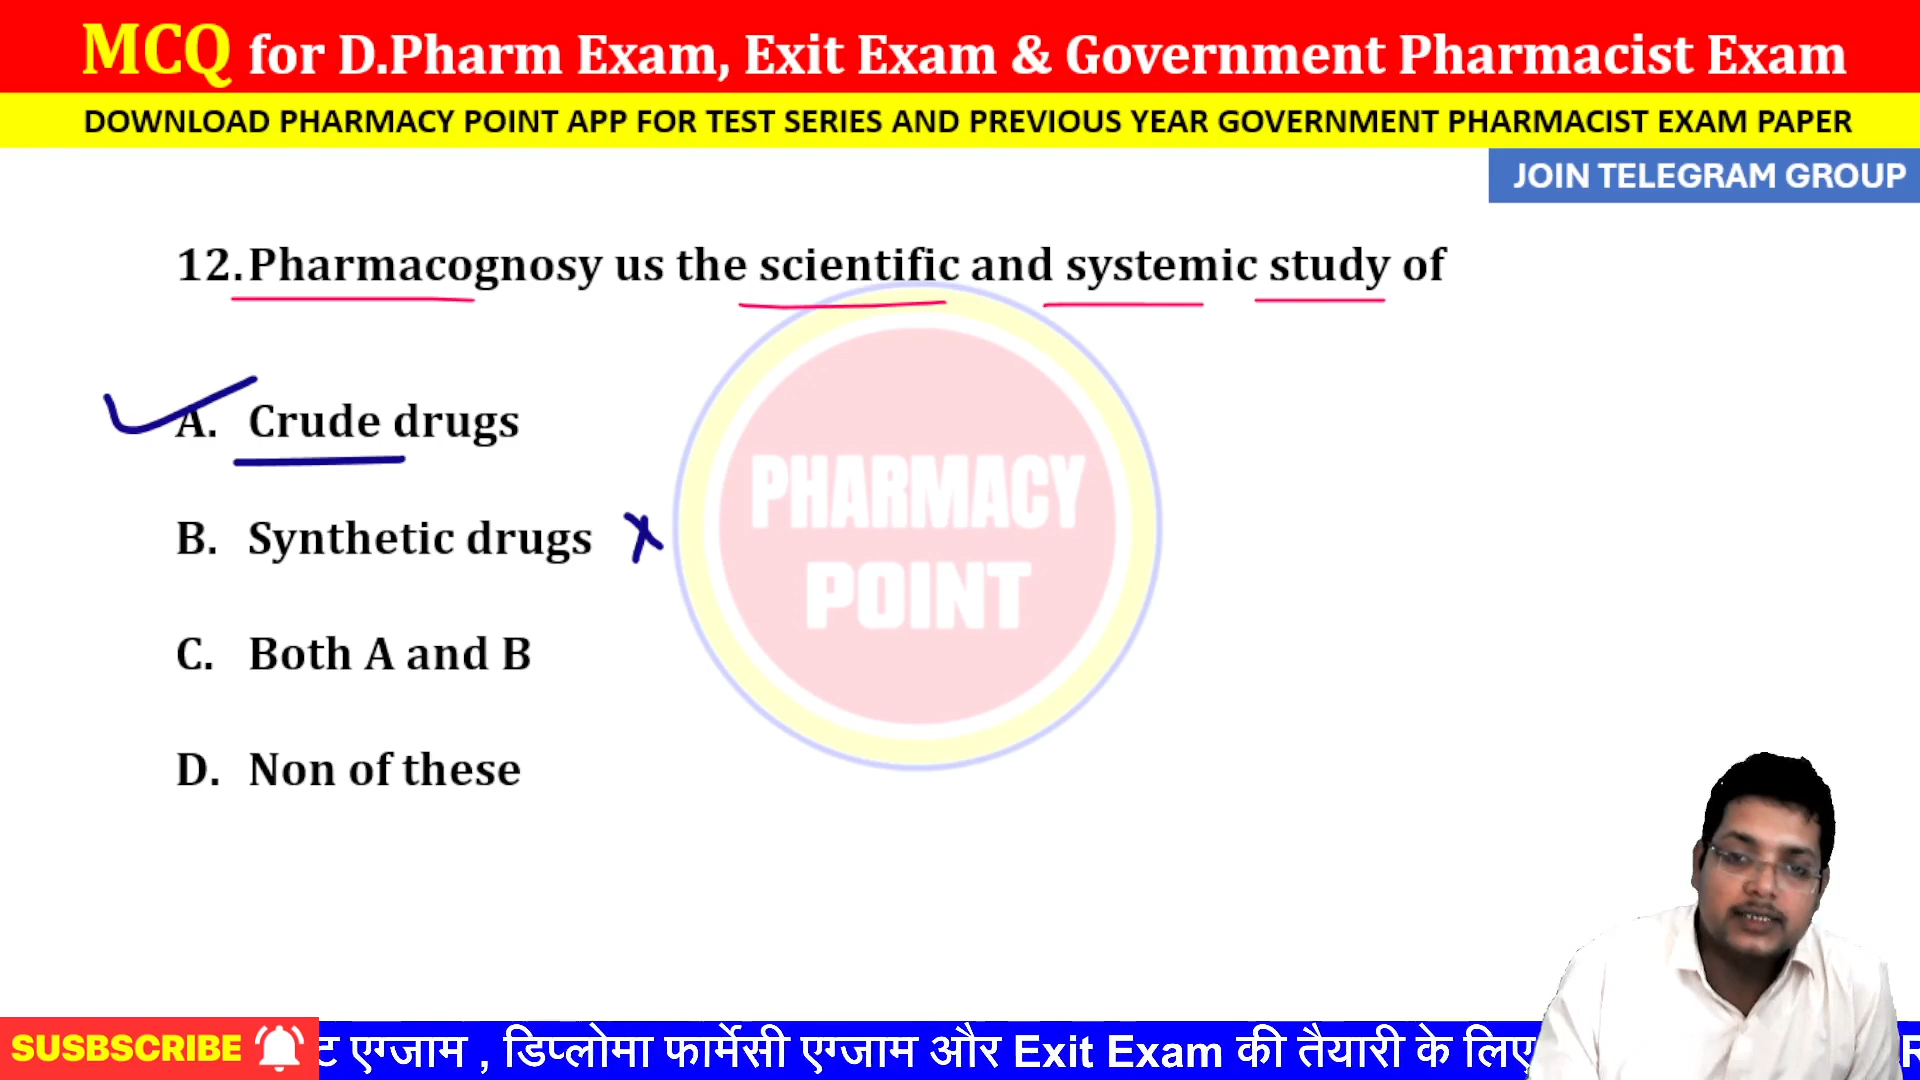 MCQ for D.Pharm Exam, Exit Exam & Government Pharmacist Exam
DOWNLOAD PHARMACY POINT APP FOR TEST SERIES AND PREVIOUS YEAR GOVERNMENT PHARMACIST EXAM PAPER
JOIN TELEGRAM GROUP
12. Pharmacognosy us the scientific and systemic study of
A. Crude drugs
B. Synthetic drugs
C. Both A and B
D. Non of these
PHARMACY
POINT
SUSBSCRIBE
ट एग्जाम , डिप्लोमा फार्मेसी एग्जाम और Exit Exam की तैयारी के लिए